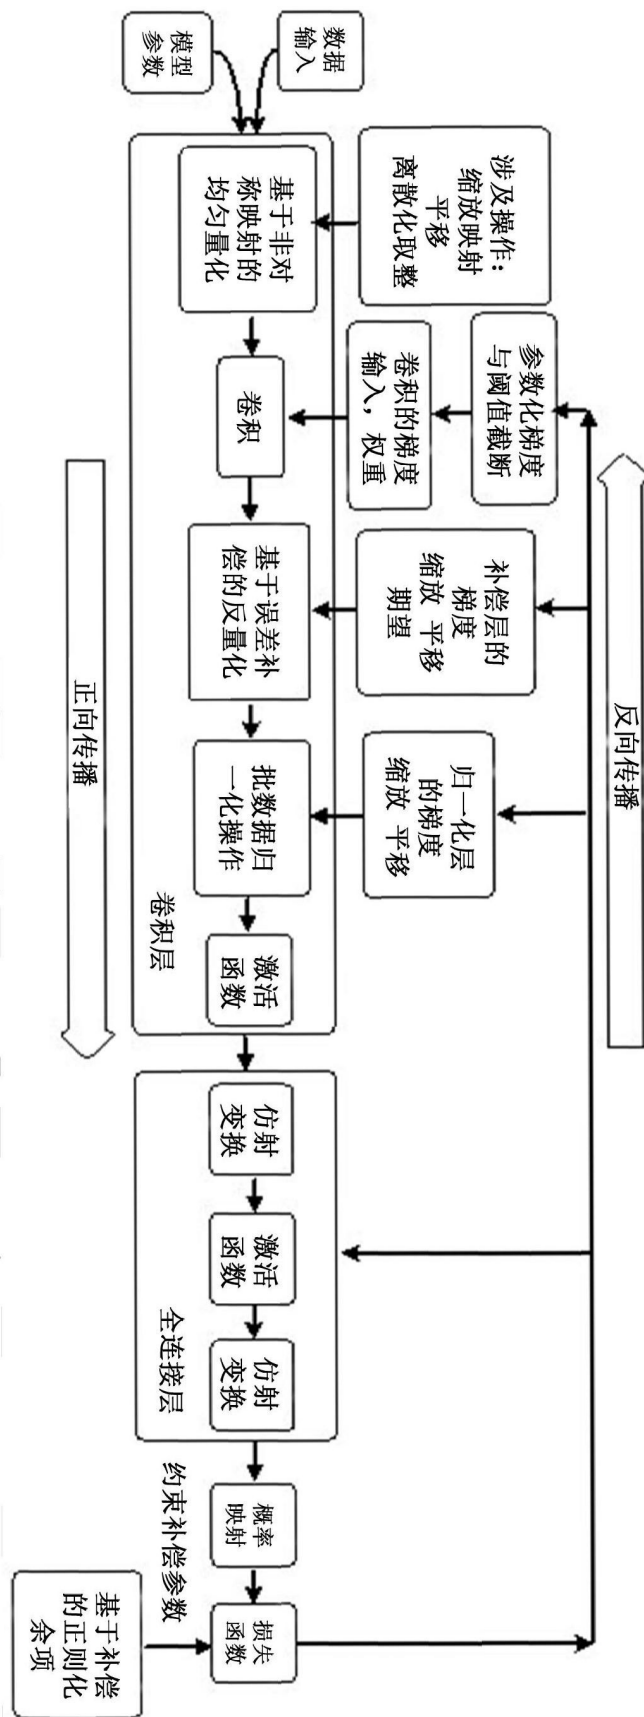 数据
输入
模型
参数
涉及操作：
缩放映射
平移
离散化取整
基于非对
称映射的
均匀量化
参数化梯度
与阈值截断
卷积的梯度
输入，权重
卷积
补偿层的
梯度
缩放 平移
期望
基于误差补
偿的反量化
归一化层
的梯度
缩放 平移
批数据归
一化操作
激活
函数
卷积层
反向传播
正向传播
仿射
变换
激活
函数
仿射
变换
全连接层
概率
映射
约束补偿参数
损失
函数
基于补偿
的正则化
余项